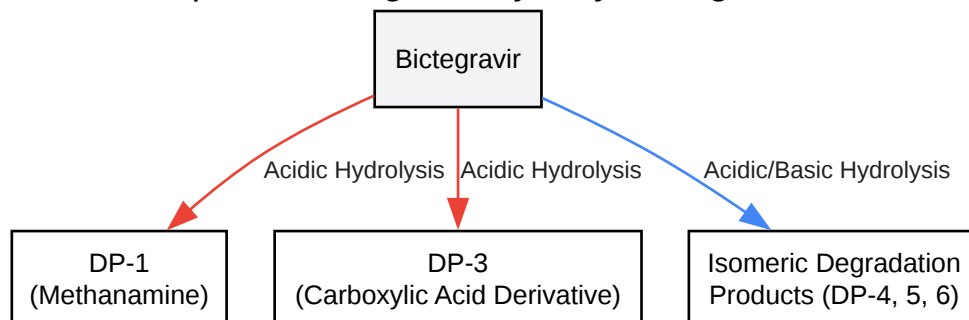 Bictegravir
Acidic Hydrolysis
Acidic Hydrolysis
Acidic/Basic Hydrolysis
DP-1
(Methanamine)
DP-3
(Carboxylic Acid Derivative)
Isomeric Degradation
Products (DP-4, 5, 6)